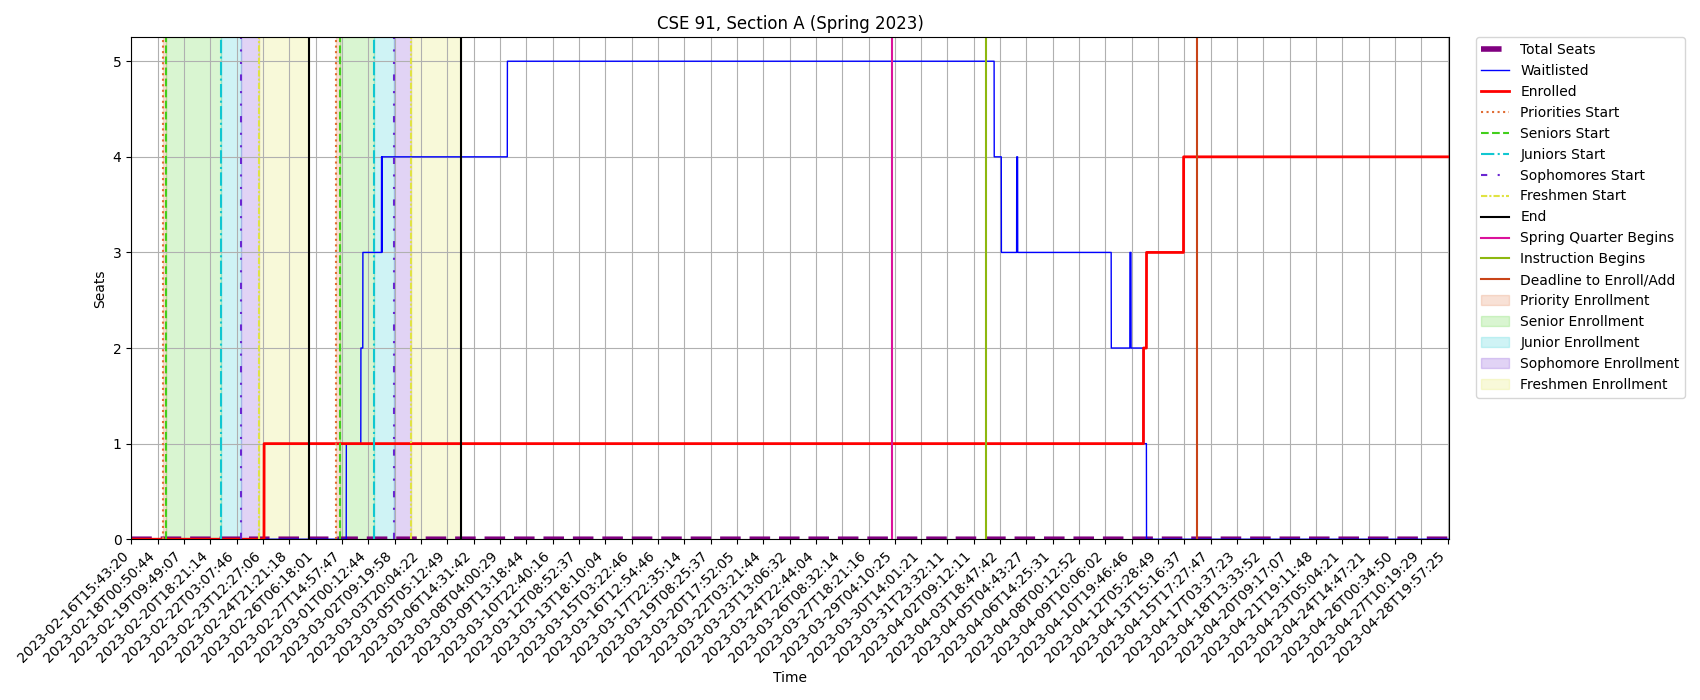 CSE 91, Section A (Spring 2023)
Seats
5
4
3
2
1
0
2023-02-16T15:43:20
2023-02-18T00:50:44
2023-02-19T09:49:07
2023-02-20T18:21:14
2023-02-22T03:07:46
2023-02-23T12:27:06
2023-02-24T21:21:18
2023-02-26T06:18:01
2023-02-27T14:57:47
2023-03-01T00:12:44
2023-03-02T09:19:58
2023-03-03T20:04:22
2023-03-05T05:12:49
2023-03-06T14:31:42
2023-03-08T04:00:29
2023-03-09T13:18:44
2023-03-10T22:40:16
2023-03-12T08:52:37
2023-03-13T18:10:04
2023-03-15T03:22:46
2023-03-16T12:54:46
2023-03-17T22:35:14
2023-03-19T08:25:37
2023-03-20T17:52:05
2023-03-22T03:21:44
2023-03-23T13:06:32
2023-03-24T22:44:04
2023-03-26T08:32:14
2023-03-27T18:21:16
2023-03-29T04:10:25
2023-03-30T14:01:21
2023-03-31T23:32:11
2023-04-02T09:12:11
2023-04-03T18:47:42
2023-04-05T04:43:27
2023-04-06T14:25:31
2023-04-08T00:12:52
2023-04-09T10:06:02
2023-04-10T19:46:46
2023-04-12T05:28:49
2023-04-13T15:16:37
2023-04-15T17:27:47
2023-04-17T03:37:23
2023-04-18T13:33:52
2023-04-20T09:17:07
2023-04-21T19:11:48
2023-04-23T05:04:21
2023-04-24T14:47:21
2023-04-26T00:34:50
2023-04-27T10:19:29
2023-04-28T19:57:25
Time
Total Seats
Waitlisted
Enrolled
Priorities Start
Seniors Start
Juniors Start
Sophomores Start
Freshmen Start
End
Spring Quarter Begins
Instruction Begins
Deadline to Enroll/Add
Priority Enrollment
Senior Enrollment
Junior Enrollment
Sophomore Enrollment
Freshmen Enrollment